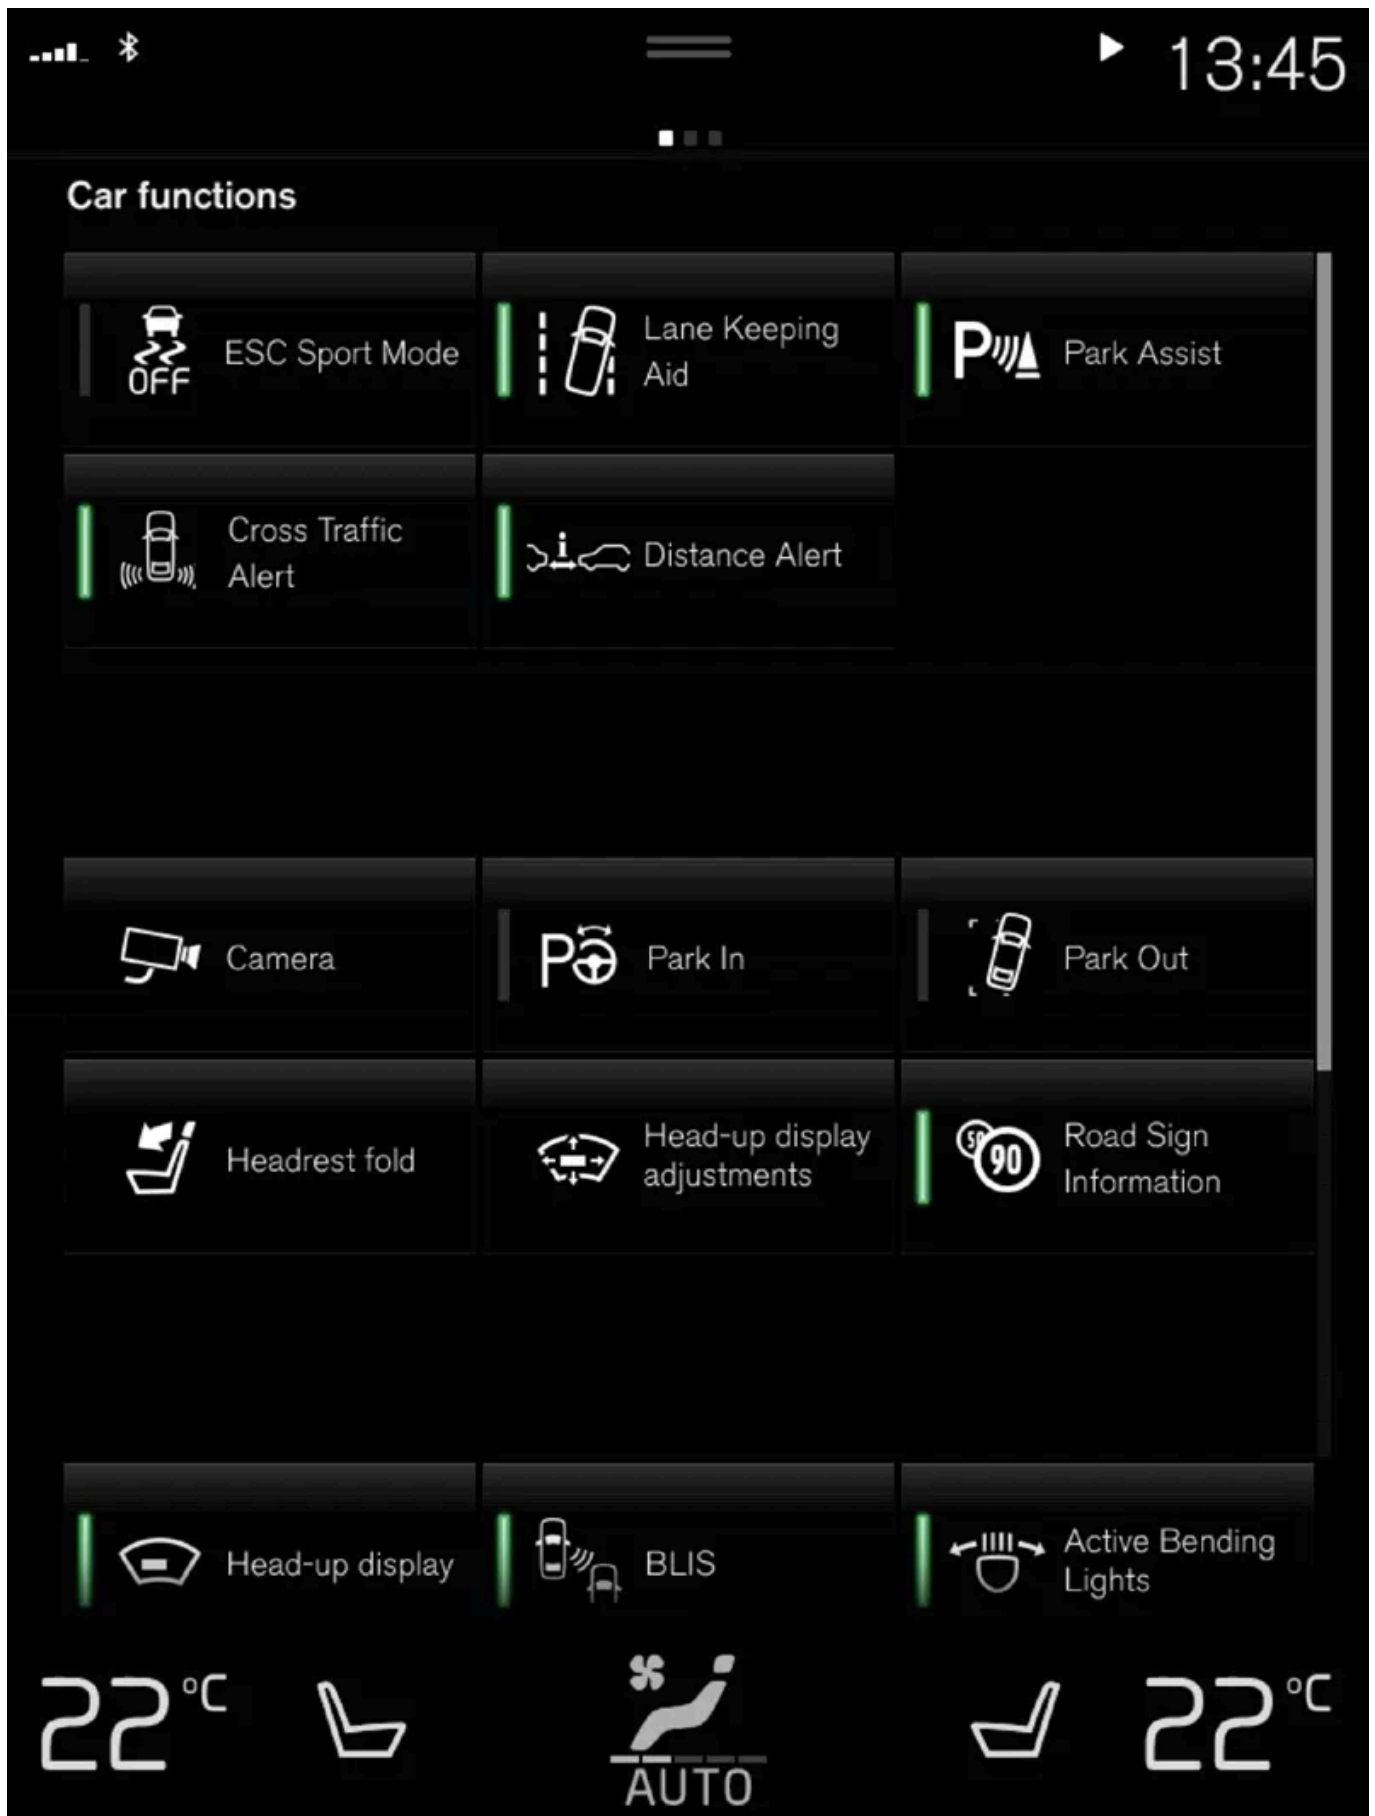 13:45
Car functions
OFF
ESC Sport Mode
Lane Keeping
Aid
P
Park Assist
Cross Traffic
Alert
i
Distance Alert
Camera
P
Park In
Park Out
Headrest fold
Head-up display
adjustments
50
90
Road Sign
Information
Head-up display
BLIS
Active Bending
Lights
22°C
AUTO
22°C